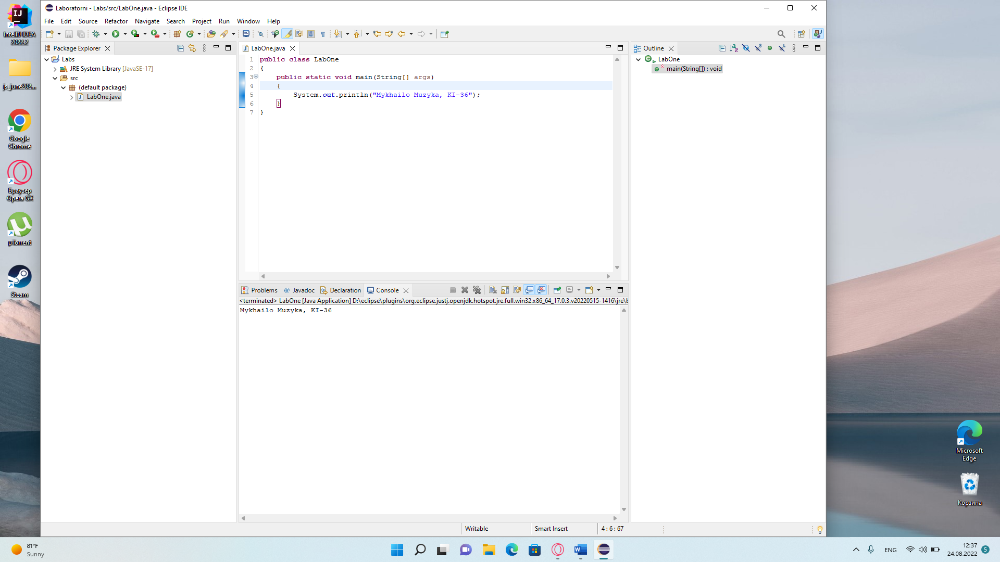 Laboratorni - Labs/src/LabOne.java - Eclipse IDE
File Edit Source Refactor Navigate Search Project Run Window Help
Package Explorer
Labs
JRE System Library [JavaSE-17]
src
(default package)
LabOne.java
LabOne.java
1 public class LabOne
2 {
3 public static void main(String[] args)
4 {
5 System.out.println("Mykhailo Muzyka, KI-36");
6 }
7 }
Outline
LabOne
main(String[]) : void
Problems Javadoc Declaration Console
<terminated> LabOne [Java Application] D:\eclipse\plugins\org.eclipse.justj.openjdk.hotspot.jre.full.win32.x86_64_17.0.3.v20220515-1416\jre\b
Mykhailo Muzyka, KI-36
Writable Smart Insert 4 : 6 : 67
IntelliJ IDEA
2022.2
js_june202...
Google
Chrome
Браузер
Opera GX
µTorrent
Steam
Microsoft
Edge
Корзина
81°F
Sunny
ENG
12:37
24.08.2022
5